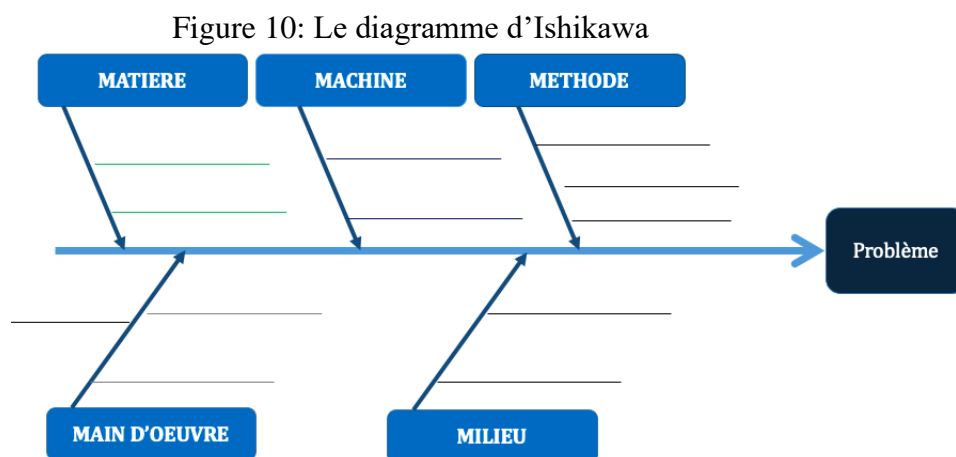 Figure 10: Le diagramme d’Ishikawa
MATIERE
MACHINE
METHODE
Problème
MAIN D'OEUVRE
MILIEU